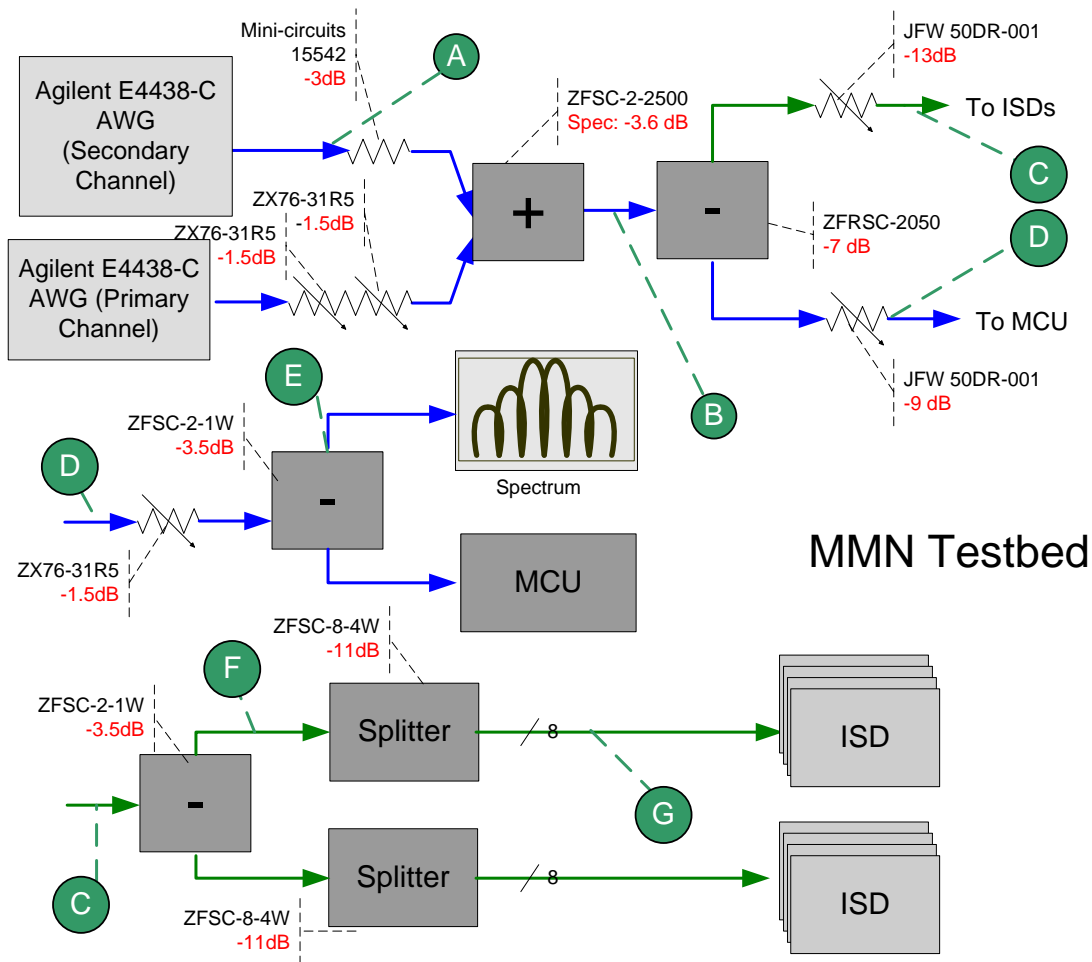 Mini-circuits
15542
-3dB
A
JFW 50DR-001
-13dB
Agilent E4438-C
AWG
(Secondary
Channel)
ZFSC-2-2500
Spec: -3.6 dB
To ISDs
C
ZX76-31R5
-1.5dB
+
-
D
ZX76-31R5
-1.5dB
ZFRSC-2050
-7 dB
Agilent E4438-C
AWG (Primary
Channel)
To MCU
E
B
JFW 50DR-001
-9 dB
ZFSC-2-1W
-3.5dB
D
-
Spectrum
ZX76-31R5
-1.5dB
MCU
MMN Testbed
ZFSC-8-4W
-11dB
F
ZFSC-2-1W
-3.5dB
Splitter
8
ISD
-
G
C
Splitter
8
ISD
ZFSC-8-4W
-11dB